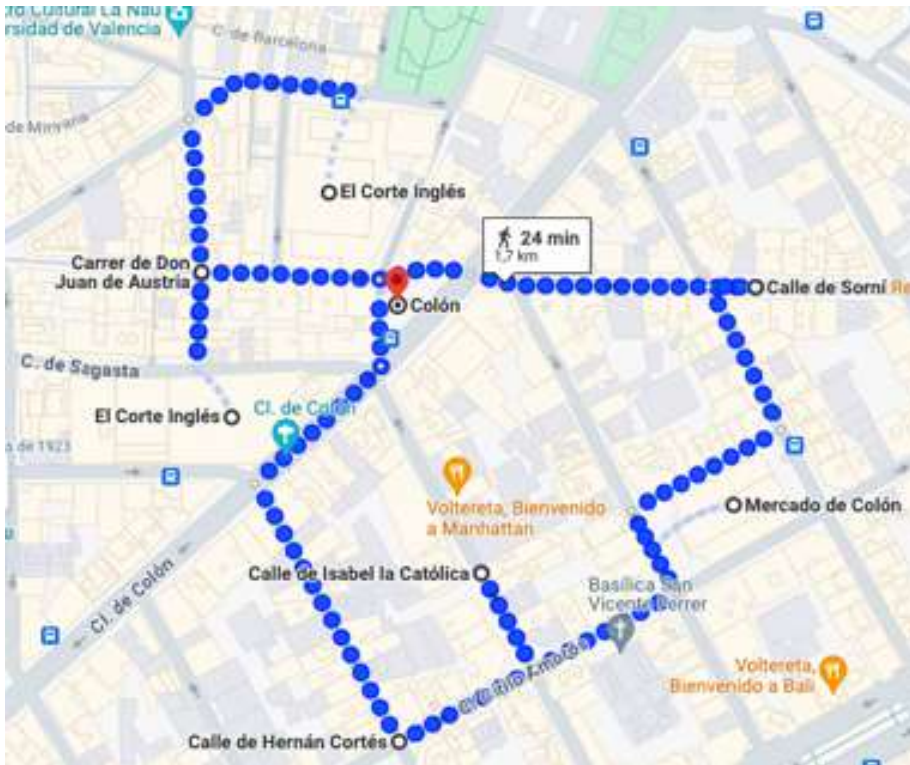 Cultural La Nau
Universidad de Valencia
C. de Barcelona
El Corte Inglés
24 min
1,7 km
Carrer de Don
Juan de Austria
Calle de Sorní
Colón
C. de Sagasta
El Corte Inglés
Cl. de Colón
de 1923
Voltereta, Bienvenido
a Manhattan
Mercado de Colón
Calle de Isabel la Católica
Basílica San
Vicente Ferrer
Cl. de Colón
Voltereta,
Bienvenido a Bali
Calle de Hernán Cortés